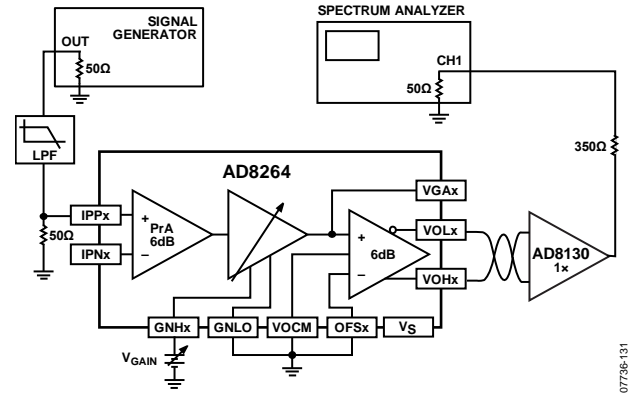 SIGNAL
GENERATOR
OUT
50Ω
SPECTRUM ANALYZER
CH1
50Ω
350Ω
LPF
AD8264
IPPx
50Ω
IPNx
+
PrA
6dB
–
+
6dB
–
VGAx
VOLx
VOHx
AD8130
1×
GNHx
GNLO
VOCM
OFSx
VS
VGAIN
07736-131